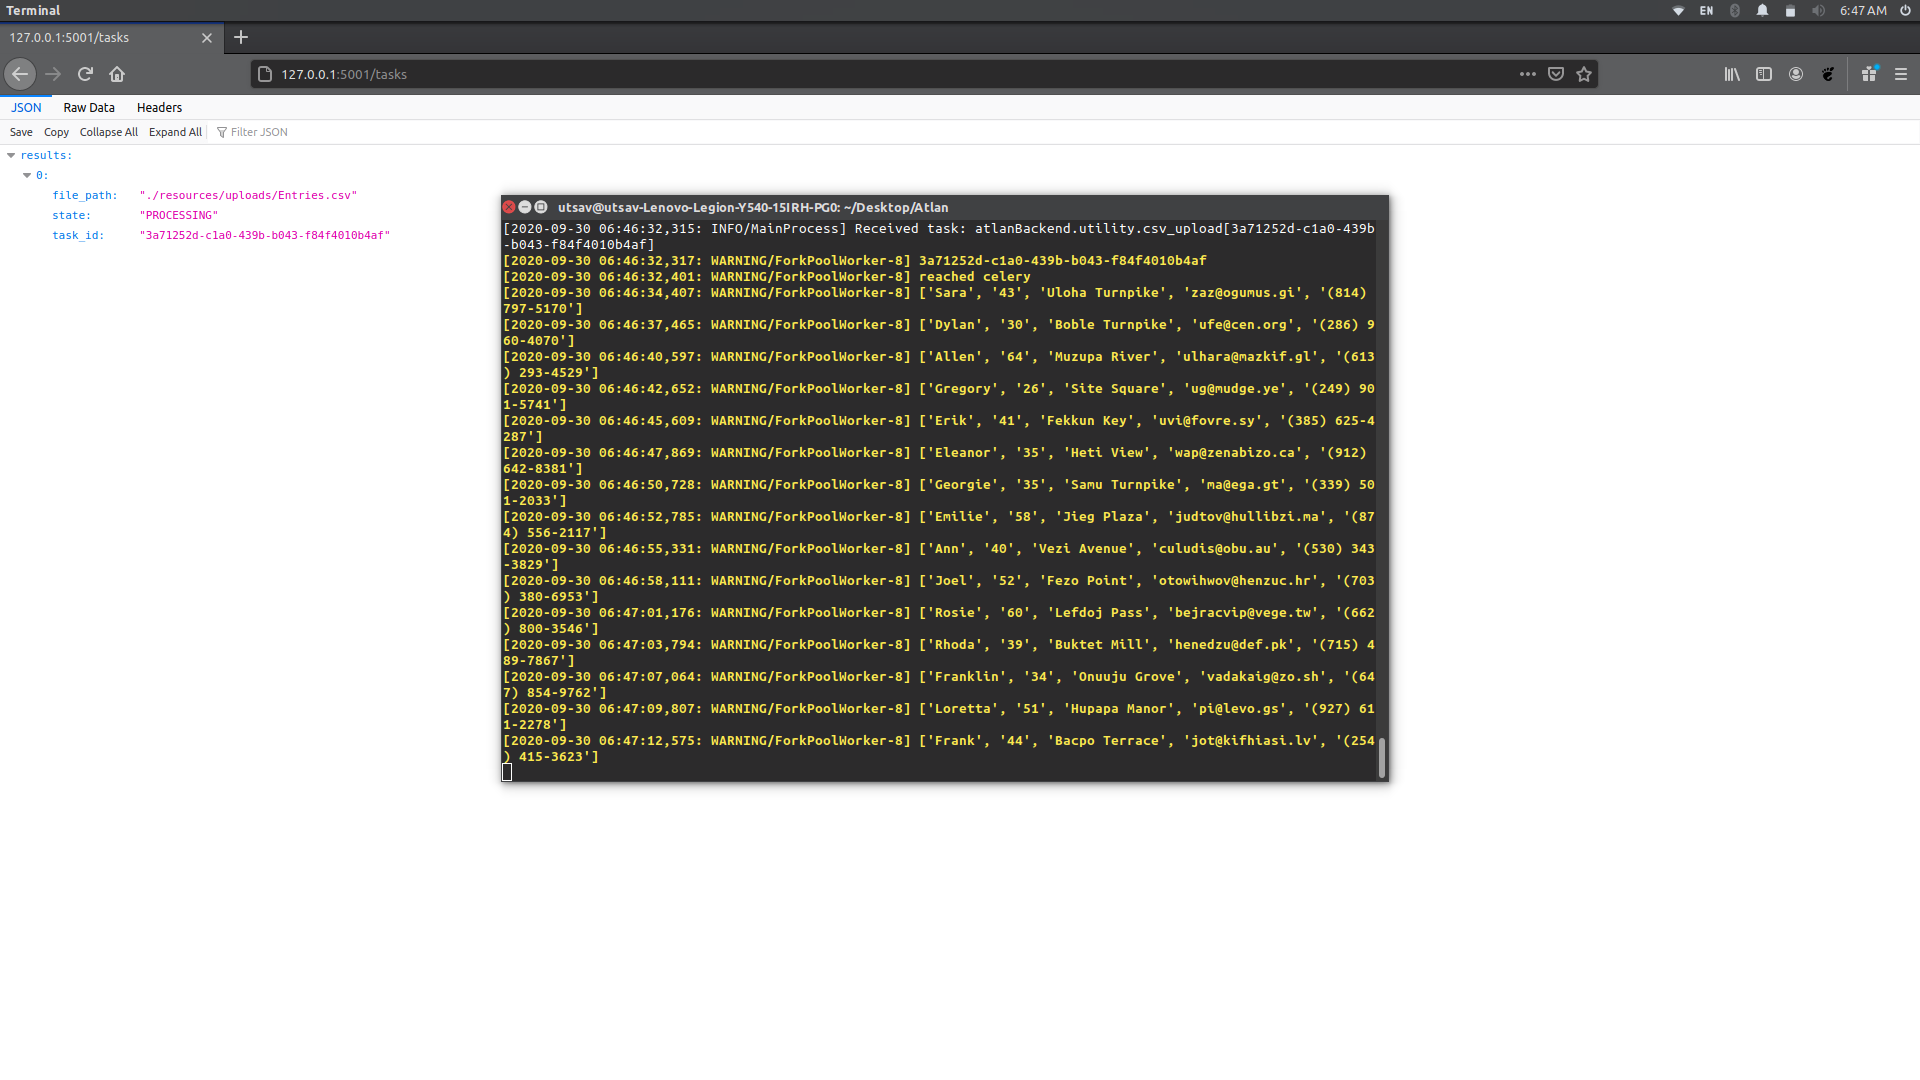 Terminal
EN
6:47 AM
127.0.0.1:5001/tasks
127.0.0.1:5001/tasks
JSON
Raw Data
Headers
Save
Copy
Collapse All
Expand All
Filter JSON
results:
0:
file_path: "./resources/uploads/Entries.csv"
state: "PROCESSING"
task_id: "3a71252d-c1a0-439b-b043-f84f4010b4af"
utsav@utsav-Lenovo-Legion-Y540-15IRH-PG0: ~/Desktop/Atlan
[2020-09-30 06:46:32,315: INFO/MainProcess] Received task: atlanBackend.utility.csv_upload[3a71252d-c1a0-439b
-b043-f84f4010b4af]
[2020-09-30 06:46:32,317: WARNING/ForkPoolWorker-8] 3a71252d-c1a0-439b-b043-f84f4010b4af
[2020-09-30 06:46:32,401: WARNING/ForkPoolWorker-8] reached celery
[2020-09-30 06:46:34,407: WARNING/ForkPoolWorker-8] ['Sara', '43', 'Uloha Turnpike', 'zaz@ogumus.gi', '(814)
797-5170']
[2020-09-30 06:46:37,465: WARNING/ForkPoolWorker-8] ['Dylan', '30', 'Boble Turnpike', 'ufe@cen.org', '(286) 9
60-4070']
[2020-09-30 06:46:40,597: WARNING/ForkPoolWorker-8] ['Allen', '64', 'Muzupa River', 'ulhara@mazkif.gl', '(613
) 293-4529']
[2020-09-30 06:46:42,652: WARNING/ForkPoolWorker-8] ['Gregory', '26', 'Site Square', 'ug@mudge.ye', '(249) 90
1-5741']
[2020-09-30 06:46:45,609: WARNING/ForkPoolWorker-8] ['Erik', '41', 'Fekkun Key', 'uvi@fovre.sy', '(385) 625-4
287']
[2020-09-30 06:46:47,869: WARNING/ForkPoolWorker-8] ['Eleanor', '35', 'Heti View', 'wap@zenabizo.ca', '(912)
642-8381']
[2020-09-30 06:46:50,728: WARNING/ForkPoolWorker-8] ['Georgie', '35', 'Samu Turnpike', 'ma@ega.gt', '(339) 50
1-2033']
[2020-09-30 06:46:52,785: WARNING/ForkPoolWorker-8] ['Emilie', '58', 'Jieg Plaza', 'judtov@hullibzi.ma', '(87
4) 556-2117']
[2020-09-30 06:46:55,331: WARNING/ForkPoolWorker-8] ['Ann', '40', 'Vezi Avenue', 'culudis@obu.au', '(530) 343
-3829']
[2020-09-30 06:46:58,111: WARNING/ForkPoolWorker-8] ['Joel', '52', 'Fezo Point', 'otowihwov@henzuc.hr', '(703
) 380-6953']
[2020-09-30 06:47:01,176: WARNING/ForkPoolWorker-8] ['Rosie', '60', 'Lefdoj Pass', 'bejracvip@vege.tw', '(662
) 800-3546']
[2020-09-30 06:47:03,794: WARNING/ForkPoolWorker-8] ['Rhoda', '39', 'Buktet Mill', 'henedzu@def.pk', '(715) 4
89-7867']
[2020-09-30 06:47:07,064: WARNING/ForkPoolWorker-8] ['Franklin', '34', 'Onuuju Grove', 'vadakaig@zo.sh', '(64
7) 854-9762']
[2020-09-30 06:47:09,807: WARNING/ForkPoolWorker-8] ['Loretta', '51', 'Hupapa Manor', 'pi@levo.gs', '(927) 61
1-2278']
[2020-09-30 06:47:12,575: WARNING/ForkPoolWorker-8] ['Frank', '44', 'Bacpo Terrace', 'jot@kifhiasi.lv', '(254
) 415-3623']